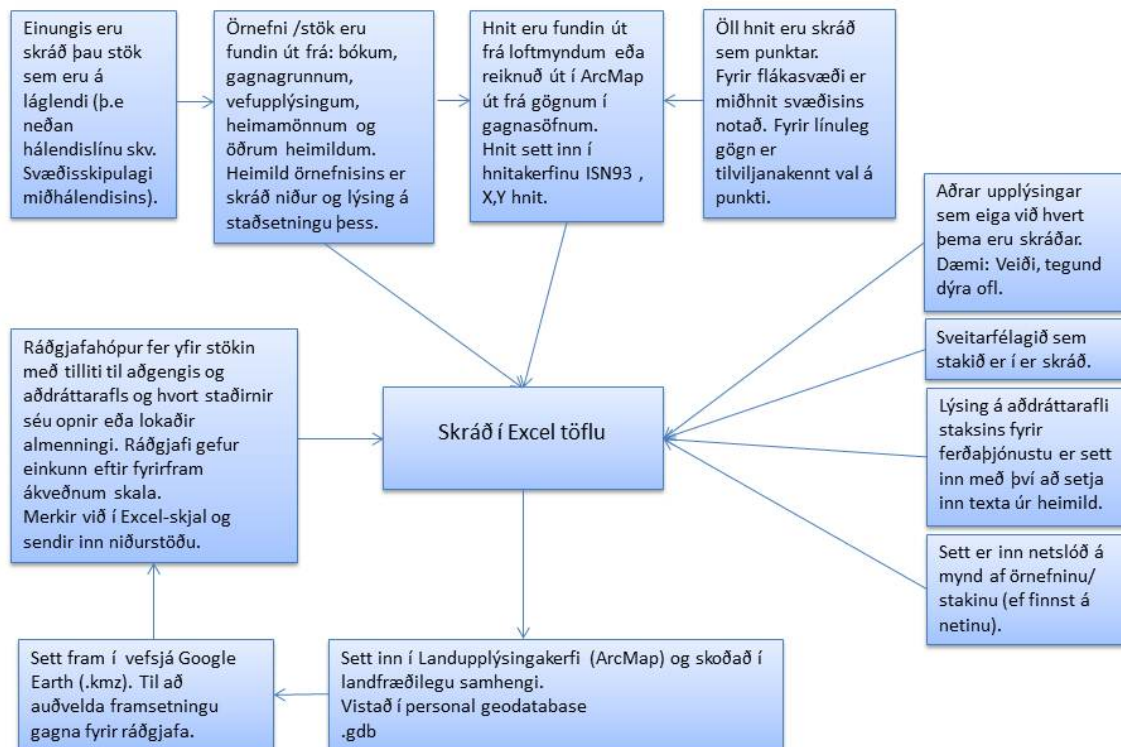 Einungis eru
skráð þau stök
sem eru á
láglendi (þ.e
neðan
hálendislínu skv.
Svæðisskipulagi
miðhálendisins).
Örnefni /stök eru
fundin út frá: bókum,
gagnagrunnum,
vefupplýsingum,
heimamönnum og
öðrum heimildum.
Heimild örnefnisins er
skráð niður og lýsing á
staðsetningu þess.
Hnit eru fundin út
frá loftmyndum eða
reiknuð út í ArcMap
út frá gögnum í
gagnasöfnum.
Hnit sett inn í
hnitakerfinu ISN93 ,
X,Y hnit.
Öll hnit eru skráð
sem punktar.
Fyrir flákasvæði er
miðhnit svæðisins
notað. Fyrir línuleg
gögn er
tilviljanakennt val á
punkti.
Aðrar upplýsingar
sem eiga við hvert
þema eru skráðar.
Dæmi: Veiði, tegund
dýra ofl.
Sveitarfélagið sem
stakið er í er skráð.
Lýsing á aðdráttarafli
staksins fyrir
ferðaþjónustu er sett
inn með því að setja
inn texta úr heimild.
Sett er inn netslóð á
mynd af örnefninu/
stakinu (ef finnst á
netinu).
Ráðgjafahópur fer yfir stökin
með tilliti til aðgengis og
aðdráttarafls og hvort staðirnir
séu opnir eða lokaðir
almenningi. Ráðgjafi gefur
einkunn eftir fyrirfram
ákveðnum skala.
Merkir við í Excel-skjal og
sendir inn niðurstöðu.
Skráð í Excel töflu
Sett fram í vefsjá Google
Earth (.kmz). Til að
auðvelda framsetningu
gagna fyrir ráðgjafa.
Sett inn í Landupplýsingakerfi (ArcMap) og skoðað í
landfræðilegu samhengi.
Vistað í personal geodatabase
.gdb